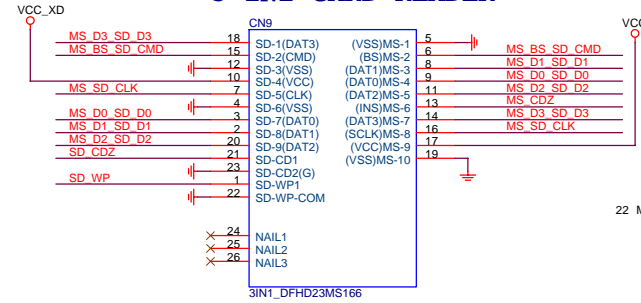 VCC_XD
CN9
VCC
MS_D3_SD_D3 18 SD-1(DAT3) (VSS)MS-1 5
MS_BS_SD_CMD 15 SD-2(CMD) (BS)MS-2 6 MS_BS_SD_CMD
12 SD-3(VSS) (DAT1)MS-3 8 MS_D1_SD_D1
10 SD-4(VCC) (DAT0)MS-4 9 MS_D0_SD_D0
MS_SD_CLK 7 SD-5(CLK) (DAT2)MS-5 11 MS_D2_SD_D2
4 SD-6(VSS) (INS)MS-6 13 MS_CDZ
MS_D0_SD_D0 3 SD-7(DAT0) (DAT3)MS-7 14 MS_D3_SD_D3
MS_D1_SD_D1 2 SD-8(DAT1) (SCLK)MS-8 16 MS_SD_CLK
MS_D2_SD_D2 20 SD-9(DAT2) (VCC)MS-9 17
SD_CDZ 21 SD-CD1 (VSS)MS-10 19
23 SD-CD2(G)
SD_WP 1 SD-WP1
22 SD-WP-COM
22 M
24 NAIL1
25 NAIL2
26 NAIL3
3IN1_DFHD23MS166